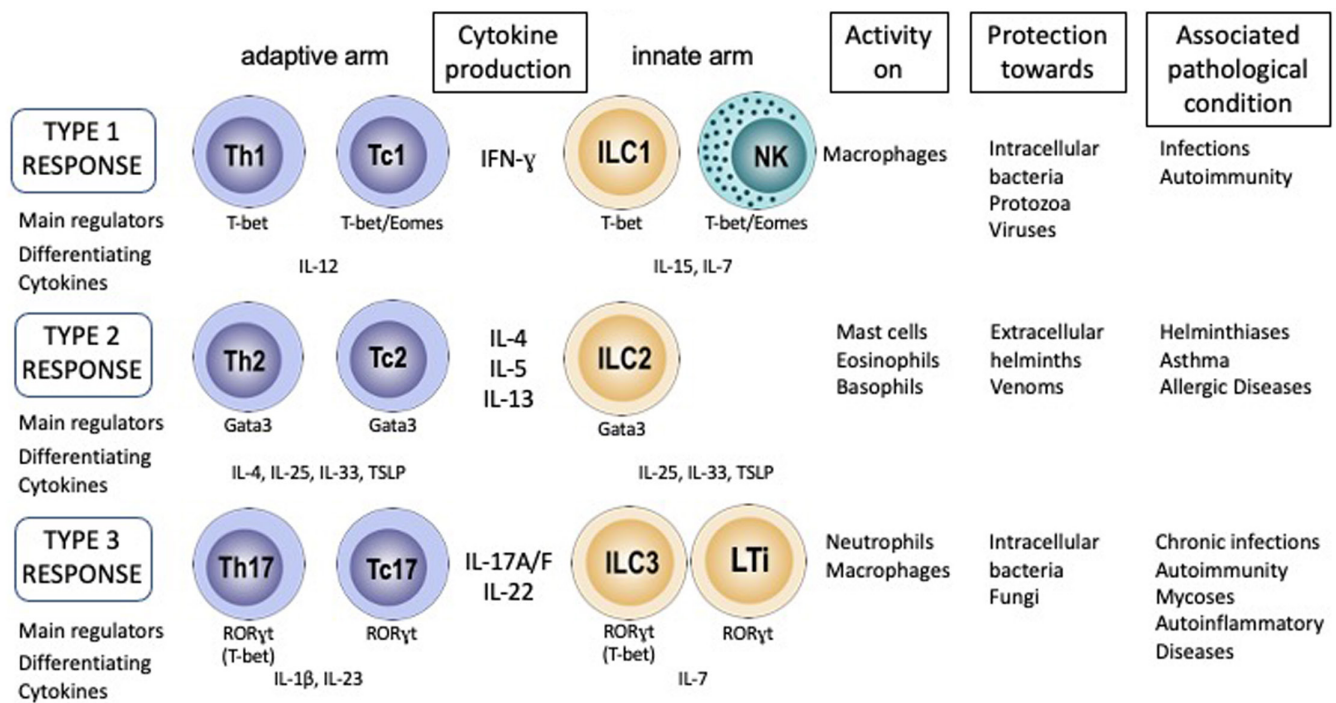 adaptive arm
Cytokine
production
innate arm
Activity
on
Protection
towards
Associated
pathological
condition
TYPE 1
RESPONSE
Th1
Tc1
IFN-ɣ
ILC1
NK
Macrophages
Intracellular
bacteria
Protozoa
Viruses
Infections
Autoimmunity
Main regulators
T-bet
T-bet/Eomes
T-bet
T-bet/Eomes
Differentiating
Cytokines
IL-12
IL-15, IL-7
TYPE 2
RESPONSE
Th2
Tc2
IL-4
IL-5
IL-13
ILC2
Mast cells
Eosinophils
Basophils
Extracellular
helminths
Venoms
Helminthiases
Asthma
Allergic Diseases
Main regulators
Gata3
Gata3
Gata3
Differentiating
Cytokines
IL-4, IL-25, IL-33, TSLP
IL-25, IL-33, TSLP
TYPE 3
RESPONSE
Th17
Tc17
IL-17A/F
IL-22
ILC3
LTi
Neutrophils
Macrophages
Intracellular
bacteria
Fungi
Chronic infections
Autoimmunity
Mycoses
Autoinflammatory
Diseases
Main regulators
RORɣt
(T-bet)
RORɣt
RORɣt
(T-bet)
RORɣt
Differentiating
Cytokines
IL-1β, IL-23
IL-7